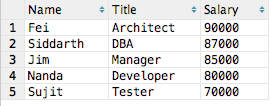 Name Title Salary
1 Fei Architect 90000
2 Siddarth DBA 87000
3 Jim Manager 85000
4 Nanda Developer 80000
5 Sujit Tester 70000